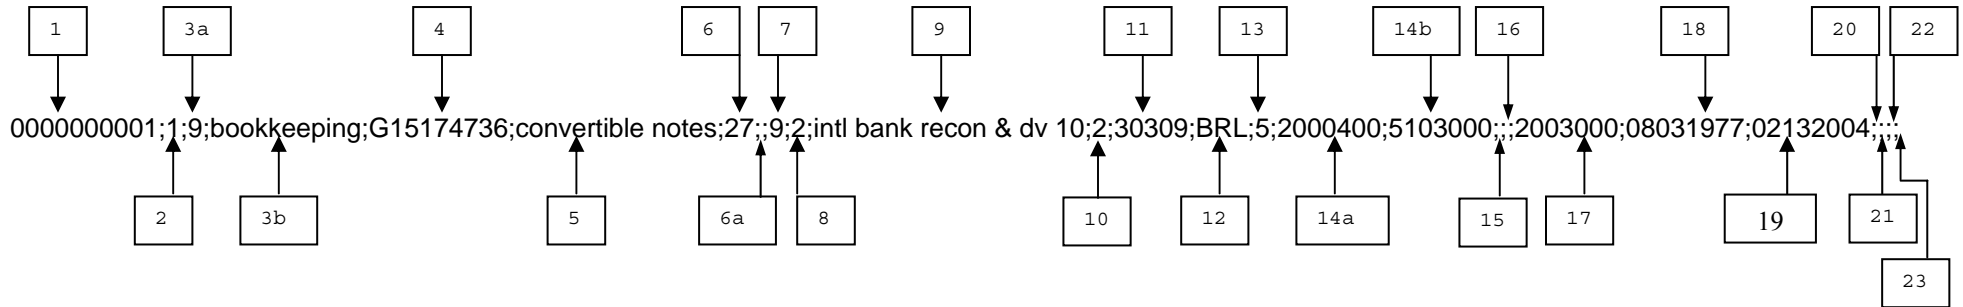 1 3a 4 6 7 9 11 13 14b 16 18 20 22
0000000001;1;9;bookkeeping;G15174736;convertible notes;27;;9;2;intl bank recon & dv 10;2;30309;BRL;5;2000400;5103000;;;2003000;08031977;02132004;;;;
2 3b 5 6a 8 10 12 14a 15 17 19 21
23